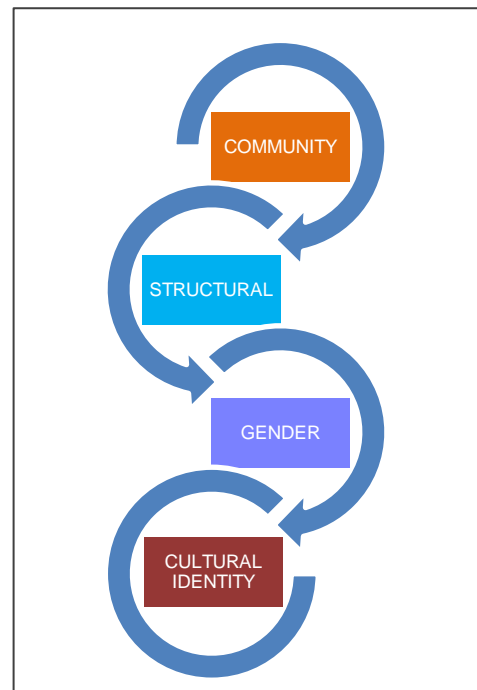 COMMUNITY
STRUCTURAL
GENDER
CULTURAL
IDENTITY